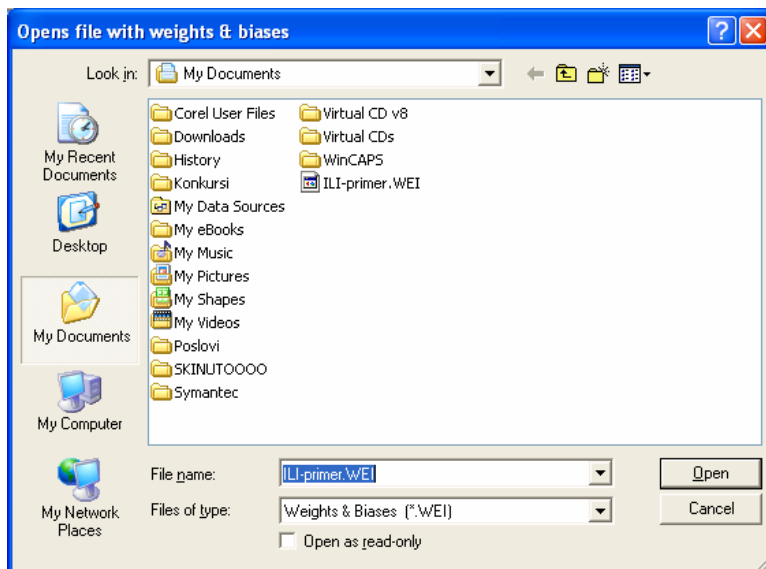 Opens file with weights & biases
Look in: My Documents
My Recent
Documents
Desktop
My Documents
My Computer
My Network
Places
Corel User Files
Downloads
History
Konkursi
My Data Sources
My eBooks
My Music
My Pictures
My Shapes
My Videos
Poslovi
SKINUTOOOO
Symantec
Virtual CD v8
Virtual CDs
WinCAPS
ILI-primer.WEI
File name: ILI-primer.WEI
Open
Files of type: Weights & Biases (*.WEI)
Cancel
Open as read-only